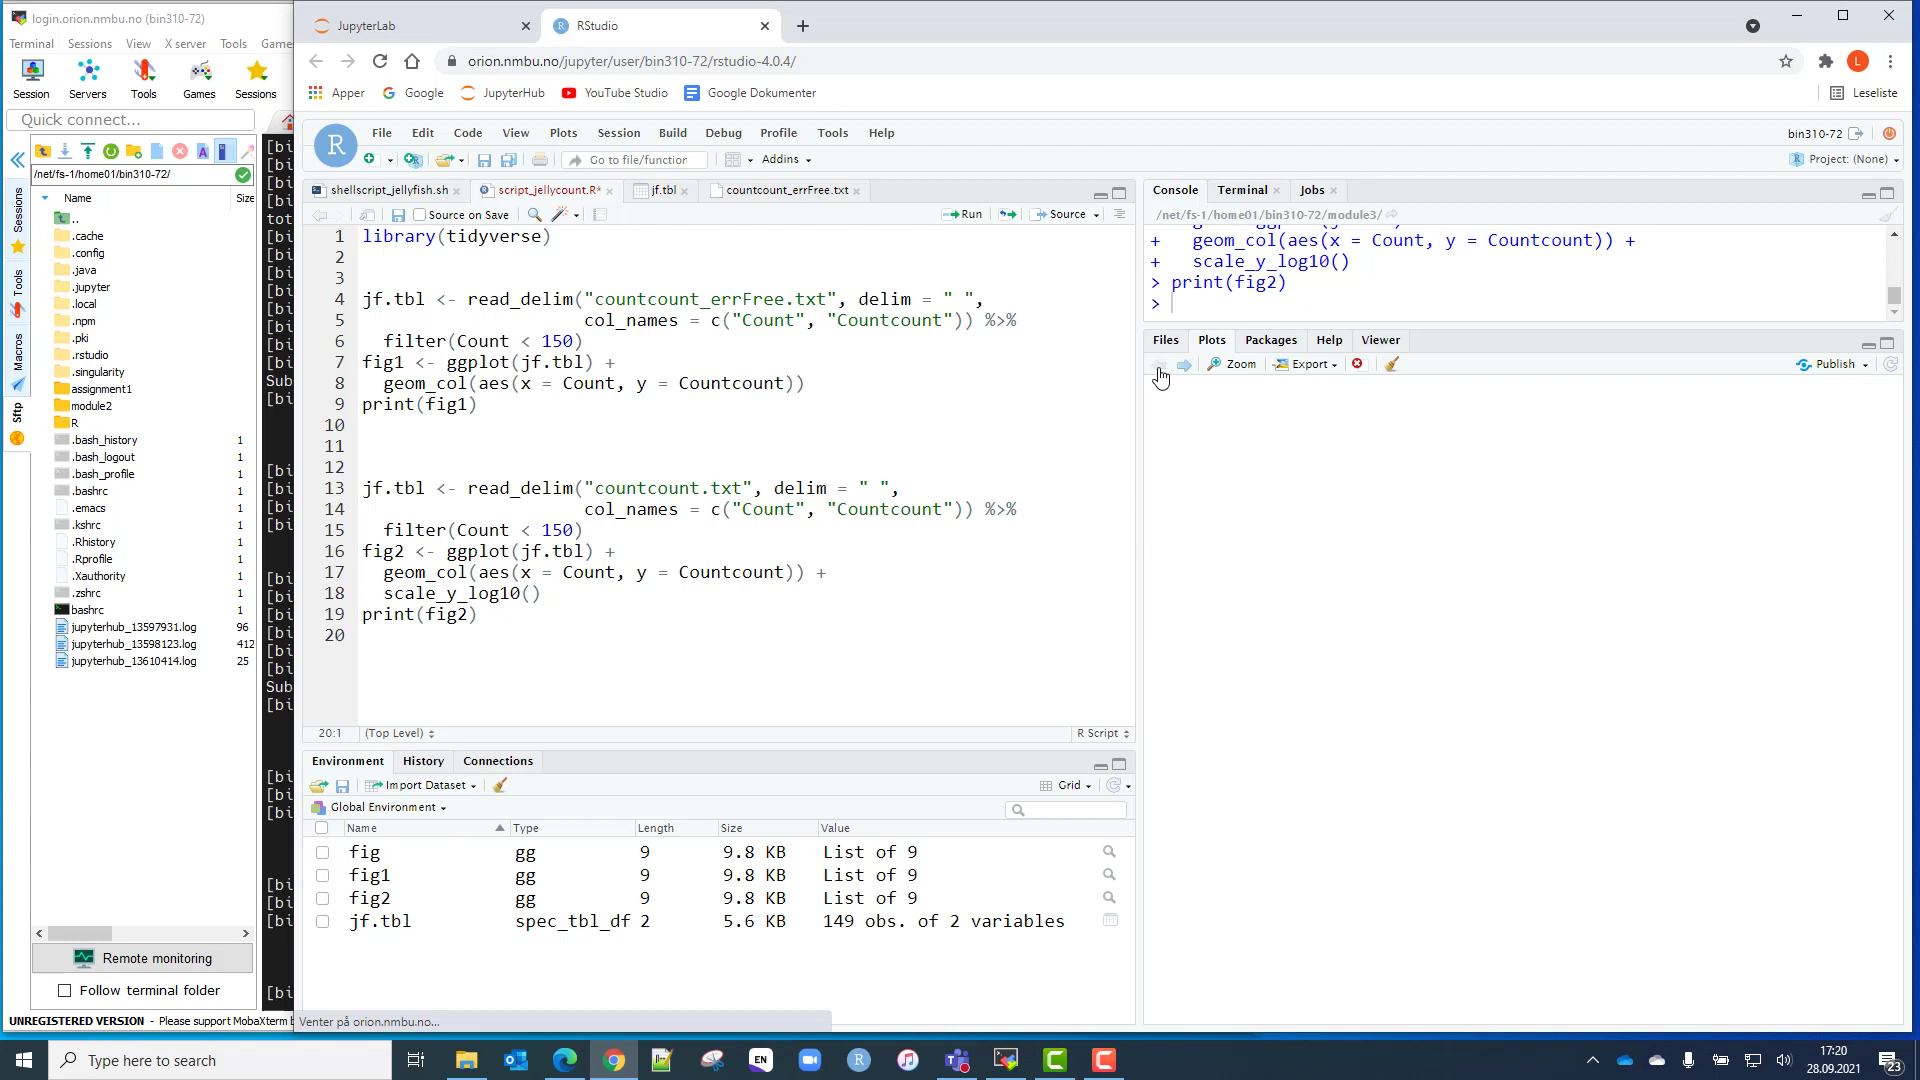 login.orion.nmbu.no (bin310-72)
Terminal Sessions View X server Tools Game
Session Servers Tools Games Sessions
Quick connect...
/net/fs-1/home01/bin310-72/
Name Size
..
.cache
.config
.java
.jupyter
.local
.npm
.pki
.rstudio
.singularity
assignment1
module2
R
.bash_history 1
.bash_logout 1
.bash_profile 1
.bashrc 1
.emacs 1
.kshrc 1
.Rhistory 1
.Rprofile 1
.Xauthority 1
.zshrc 1
bashrc 1
jupyterhub_13597931.log 96
jupyterhub_13598123.log 412
jupyterhub_13610414.log 25
Sessions
Tools
Macros
Sftp
Remote monitoring
Follow terminal folder
UNREGISTERED VERSION - Please support MobaXterm b
[bi
tot
Sub
JupyterLab
RStudio
orion.nmbu.no/jupyter/user/bin310-72/rstudio-4.0.4/
Apper Google JupyterHub YouTube Studio Google Dokumenter Leseliste
File Edit Code View Plots Session Build Debug Profile Tools Help
bin310-72
Go to file/function Addins
Project: (None)
shellscript_jellyfish.sh script_jellycount.R* jf.tbl countcount_errFree.txt
Source on Save Run Source
1 library(tidyverse)
2
3
4 jf.tbl <- read_delim("countcount_errFree.txt", delim = " ",
5 col_names = c("Count", "Countcount")) %>%
6 filter(Count < 150)
7 fig1 <- ggplot(jf.tbl) +
8 geom_col(aes(x = Count, y = Countcount))
9 print(fig1)
10
11
12
13 jf.tbl <- read_delim("countcount.txt", delim = " ",
14 col_names = c("Count", "Countcount")) %>%
15 filter(Count < 150)
16 fig2 <- ggplot(jf.tbl) +
17 geom_col(aes(x = Count, y = Countcount)) +
18 scale_y_log10()
19 print(fig2)
20
20:1 (Top Level) R Script
Environment History Connections
Import Dataset Grid
Global Environment
Name Type Length Size Value
fig gg 9 9.8 KB List of 9
fig1 gg 9 9.8 KB List of 9
fig2 gg 9 9.8 KB List of 9
jf.tbl spec_tbl_df 2 5.6 KB 149 obs. of 2 variables
Venter på orion.nmbu.no...
Console Terminal Jobs
/net/fs-1/home01/bin310-72/module3/
+ geom_col(aes(x = Count, y = Countcount)) +
+ scale_y_log10()
> print(fig2)
>
Files Plots Packages Help Viewer
Zoom Export Publish
Type here to search
EN
17:20
28.09.2021
23